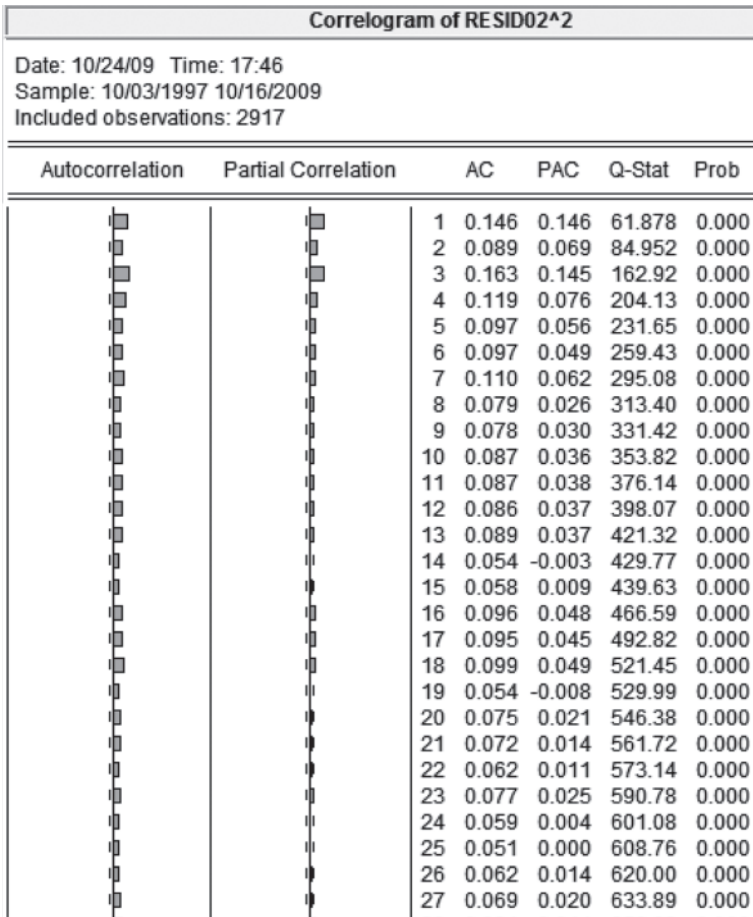 Correlogram of RESID02^2
Date: 10/24/09 Time: 17:46
Sample: 10/03/1997 10/16/2009
Included observations: 2917
Autocorrelation Partial Correlation AC PAC Q-Stat Prob
1 0.146 0.146 61.878 0.000
2 0.089 0.069 84.952 0.000
3 0.163 0.145 162.92 0.000
4 0.119 0.076 204.13 0.000
5 0.097 0.056 231.65 0.000
6 0.097 0.049 259.43 0.000
7 0.110 0.062 295.08 0.000
8 0.079 0.026 313.40 0.000
9 0.078 0.030 331.42 0.000
10 0.087 0.036 353.82 0.000
11 0.087 0.038 376.14 0.000
12 0.086 0.037 398.07 0.000
13 0.089 0.037 421.32 0.000
14 0.054 -0.003 429.77 0.000
15 0.058 0.009 439.63 0.000
16 0.096 0.048 466.59 0.000
17 0.095 0.045 492.82 0.000
18 0.099 0.049 521.45 0.000
19 0.054 -0.008 529.99 0.000
20 0.075 0.021 546.38 0.000
21 0.072 0.014 561.72 0.000
22 0.062 0.011 573.14 0.000
23 0.077 0.025 590.78 0.000
24 0.059 0.004 601.08 0.000
25 0.051 0.000 608.76 0.000
26 0.062 0.014 620.00 0.000
27 0.069 0.020 633.89 0.000